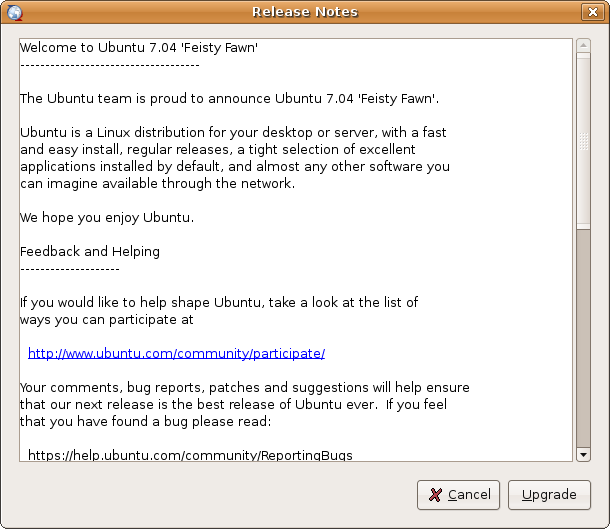 Release Notes
Welcome to Ubuntu 7.04 'Feisty Fawn'
------------------------------------
The Ubuntu team is proud to announce Ubuntu 7.04 'Feisty Fawn'.
Ubuntu is a Linux distribution for your desktop or server, with a fast
and easy install, regular releases, a tight selection of excellent
applications installed by default, and almost any other software you
can imagine available through the network.
We hope you enjoy Ubuntu.
Feedback and Helping
--------------------
If you would like to help shape Ubuntu, take a look at the list of
ways you can participate at
http://www.ubuntu.com/community/participate/
Your comments, bug reports, patches and suggestions will help ensure
that our next release is the best release of Ubuntu ever.  If you feel
that you have found a bug please read:
https://help.ubuntu.com/community/ReportingBugs
Cancel Upgrade